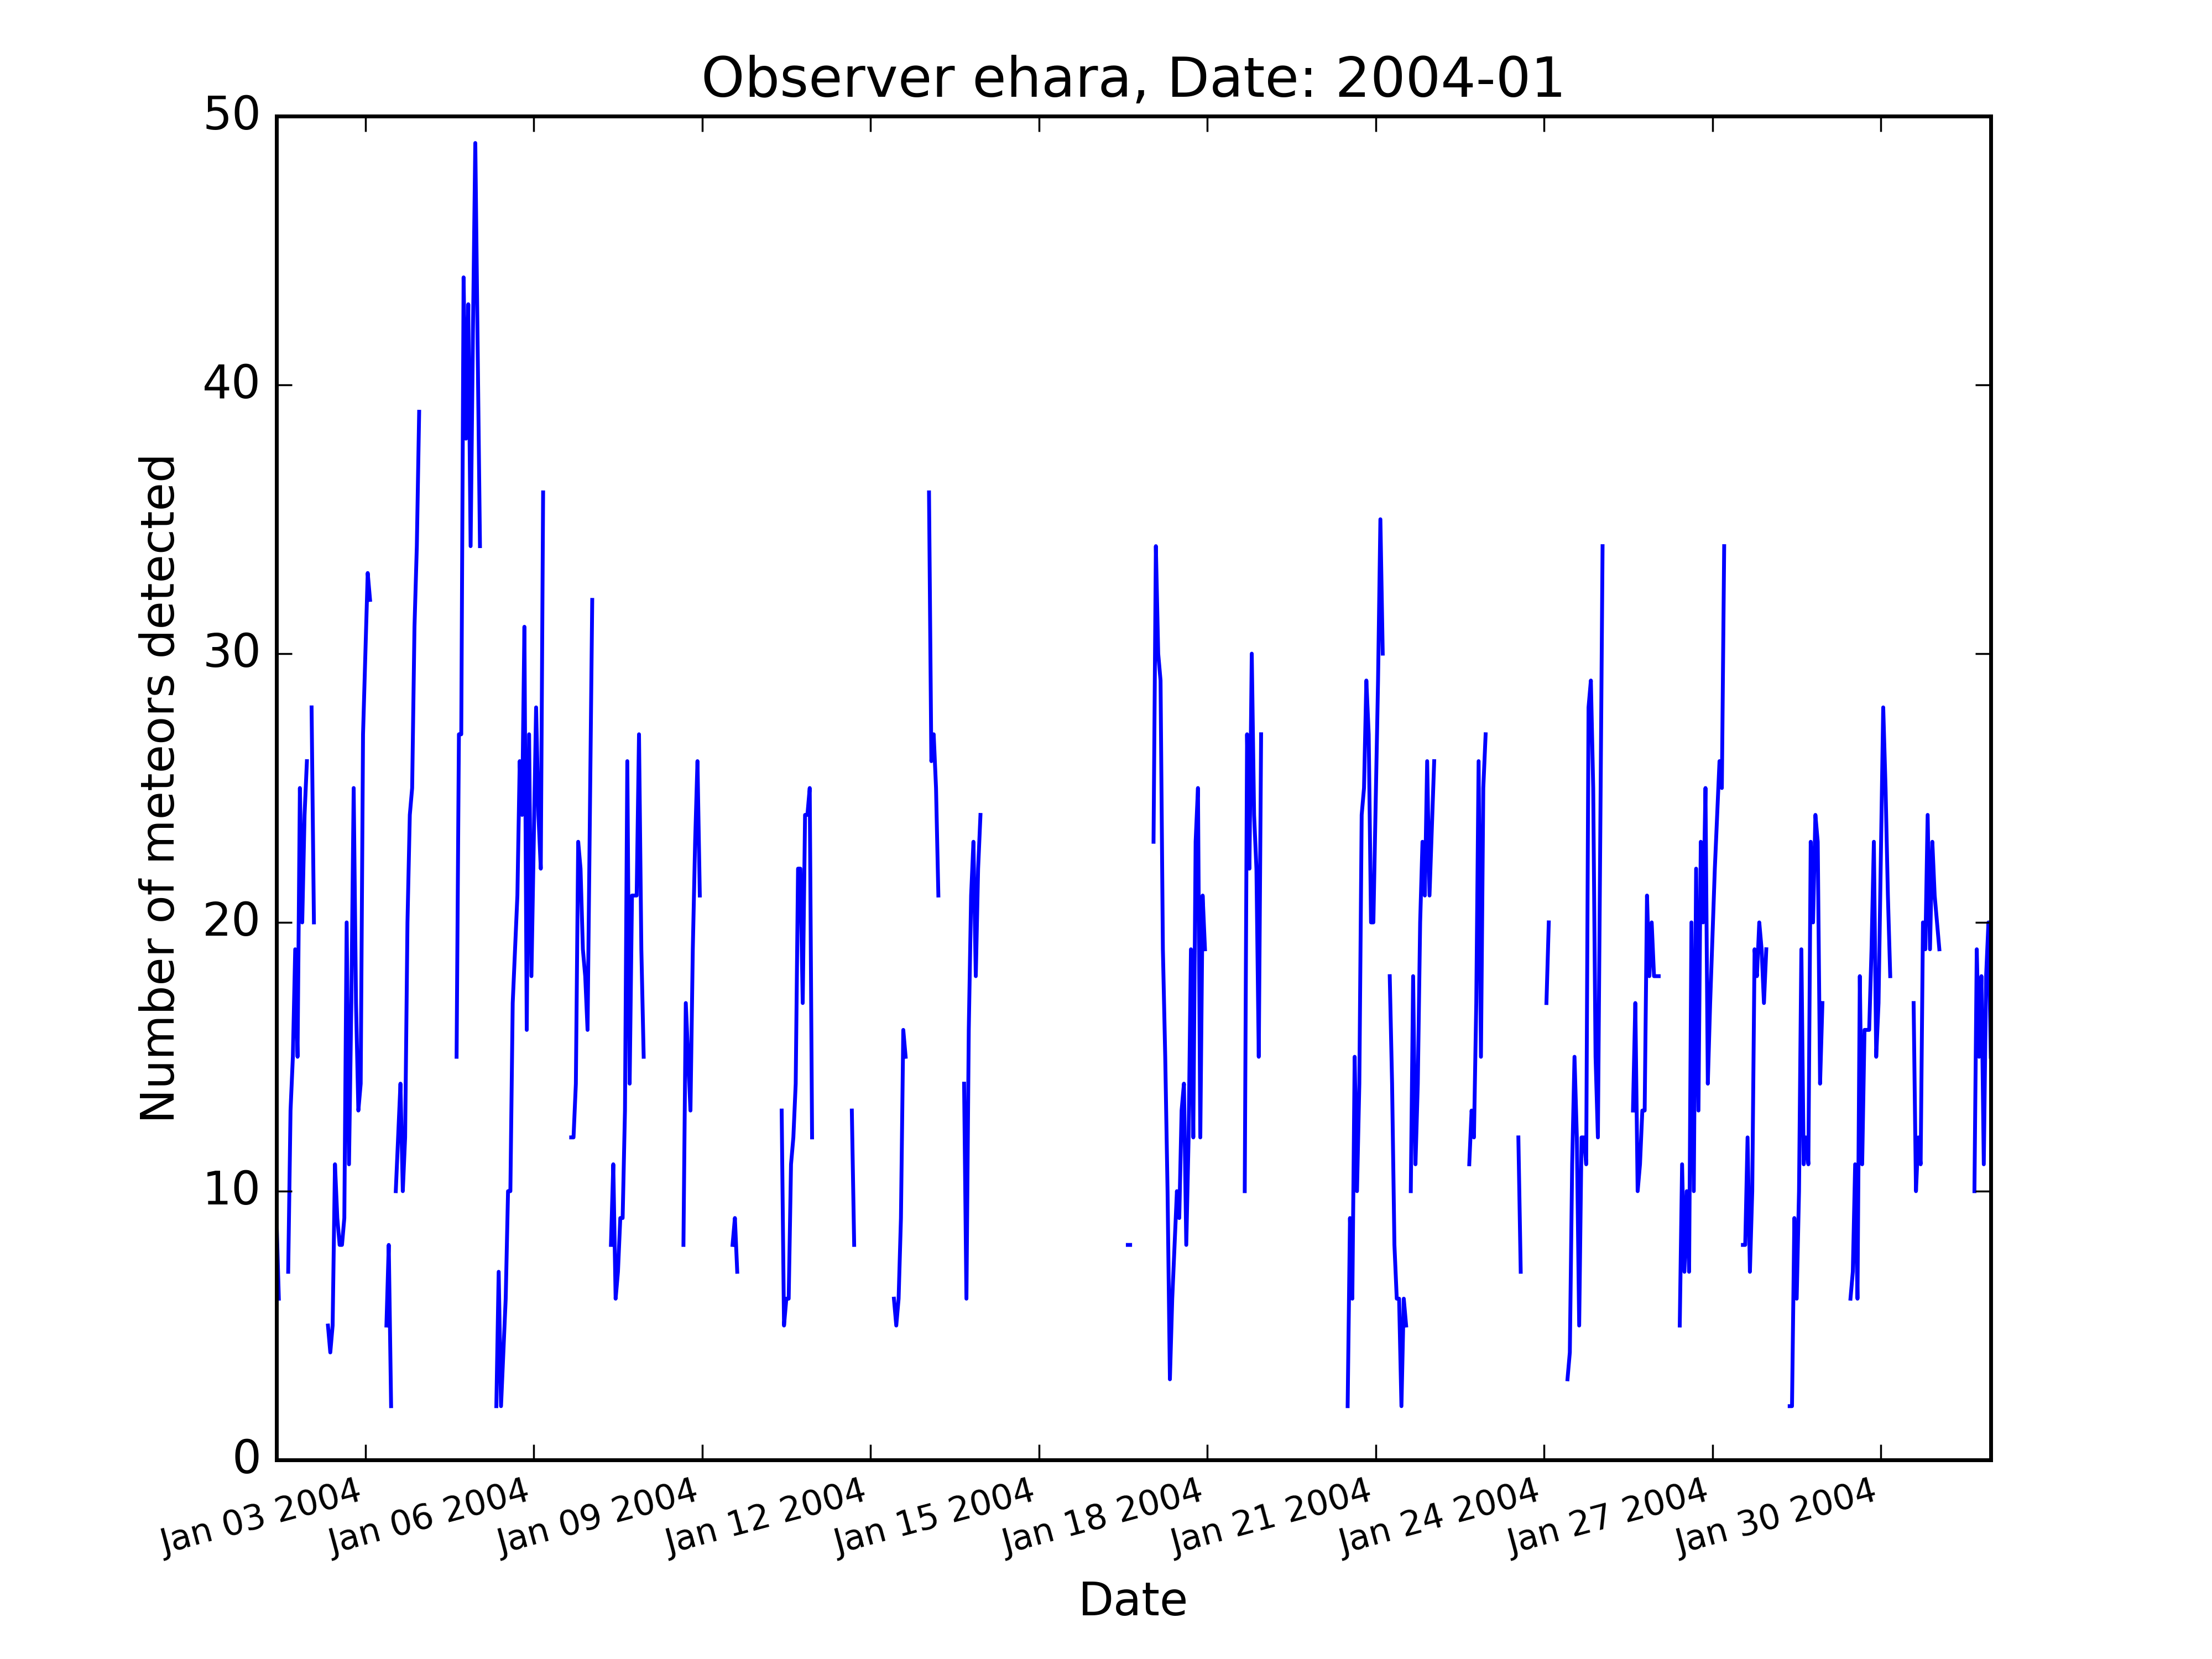 Observer ehara, Date: 2004-01
50
40
30
20
10
0
Number of meteors detected
Jan 03 2004
Jan 06 2004
Jan 09 2004
Jan 12 2004
Jan 15 2004
Jan 18 2004
Jan 21 2004
Jan 24 2004
Jan 27 2004
Jan 30 2004
Date